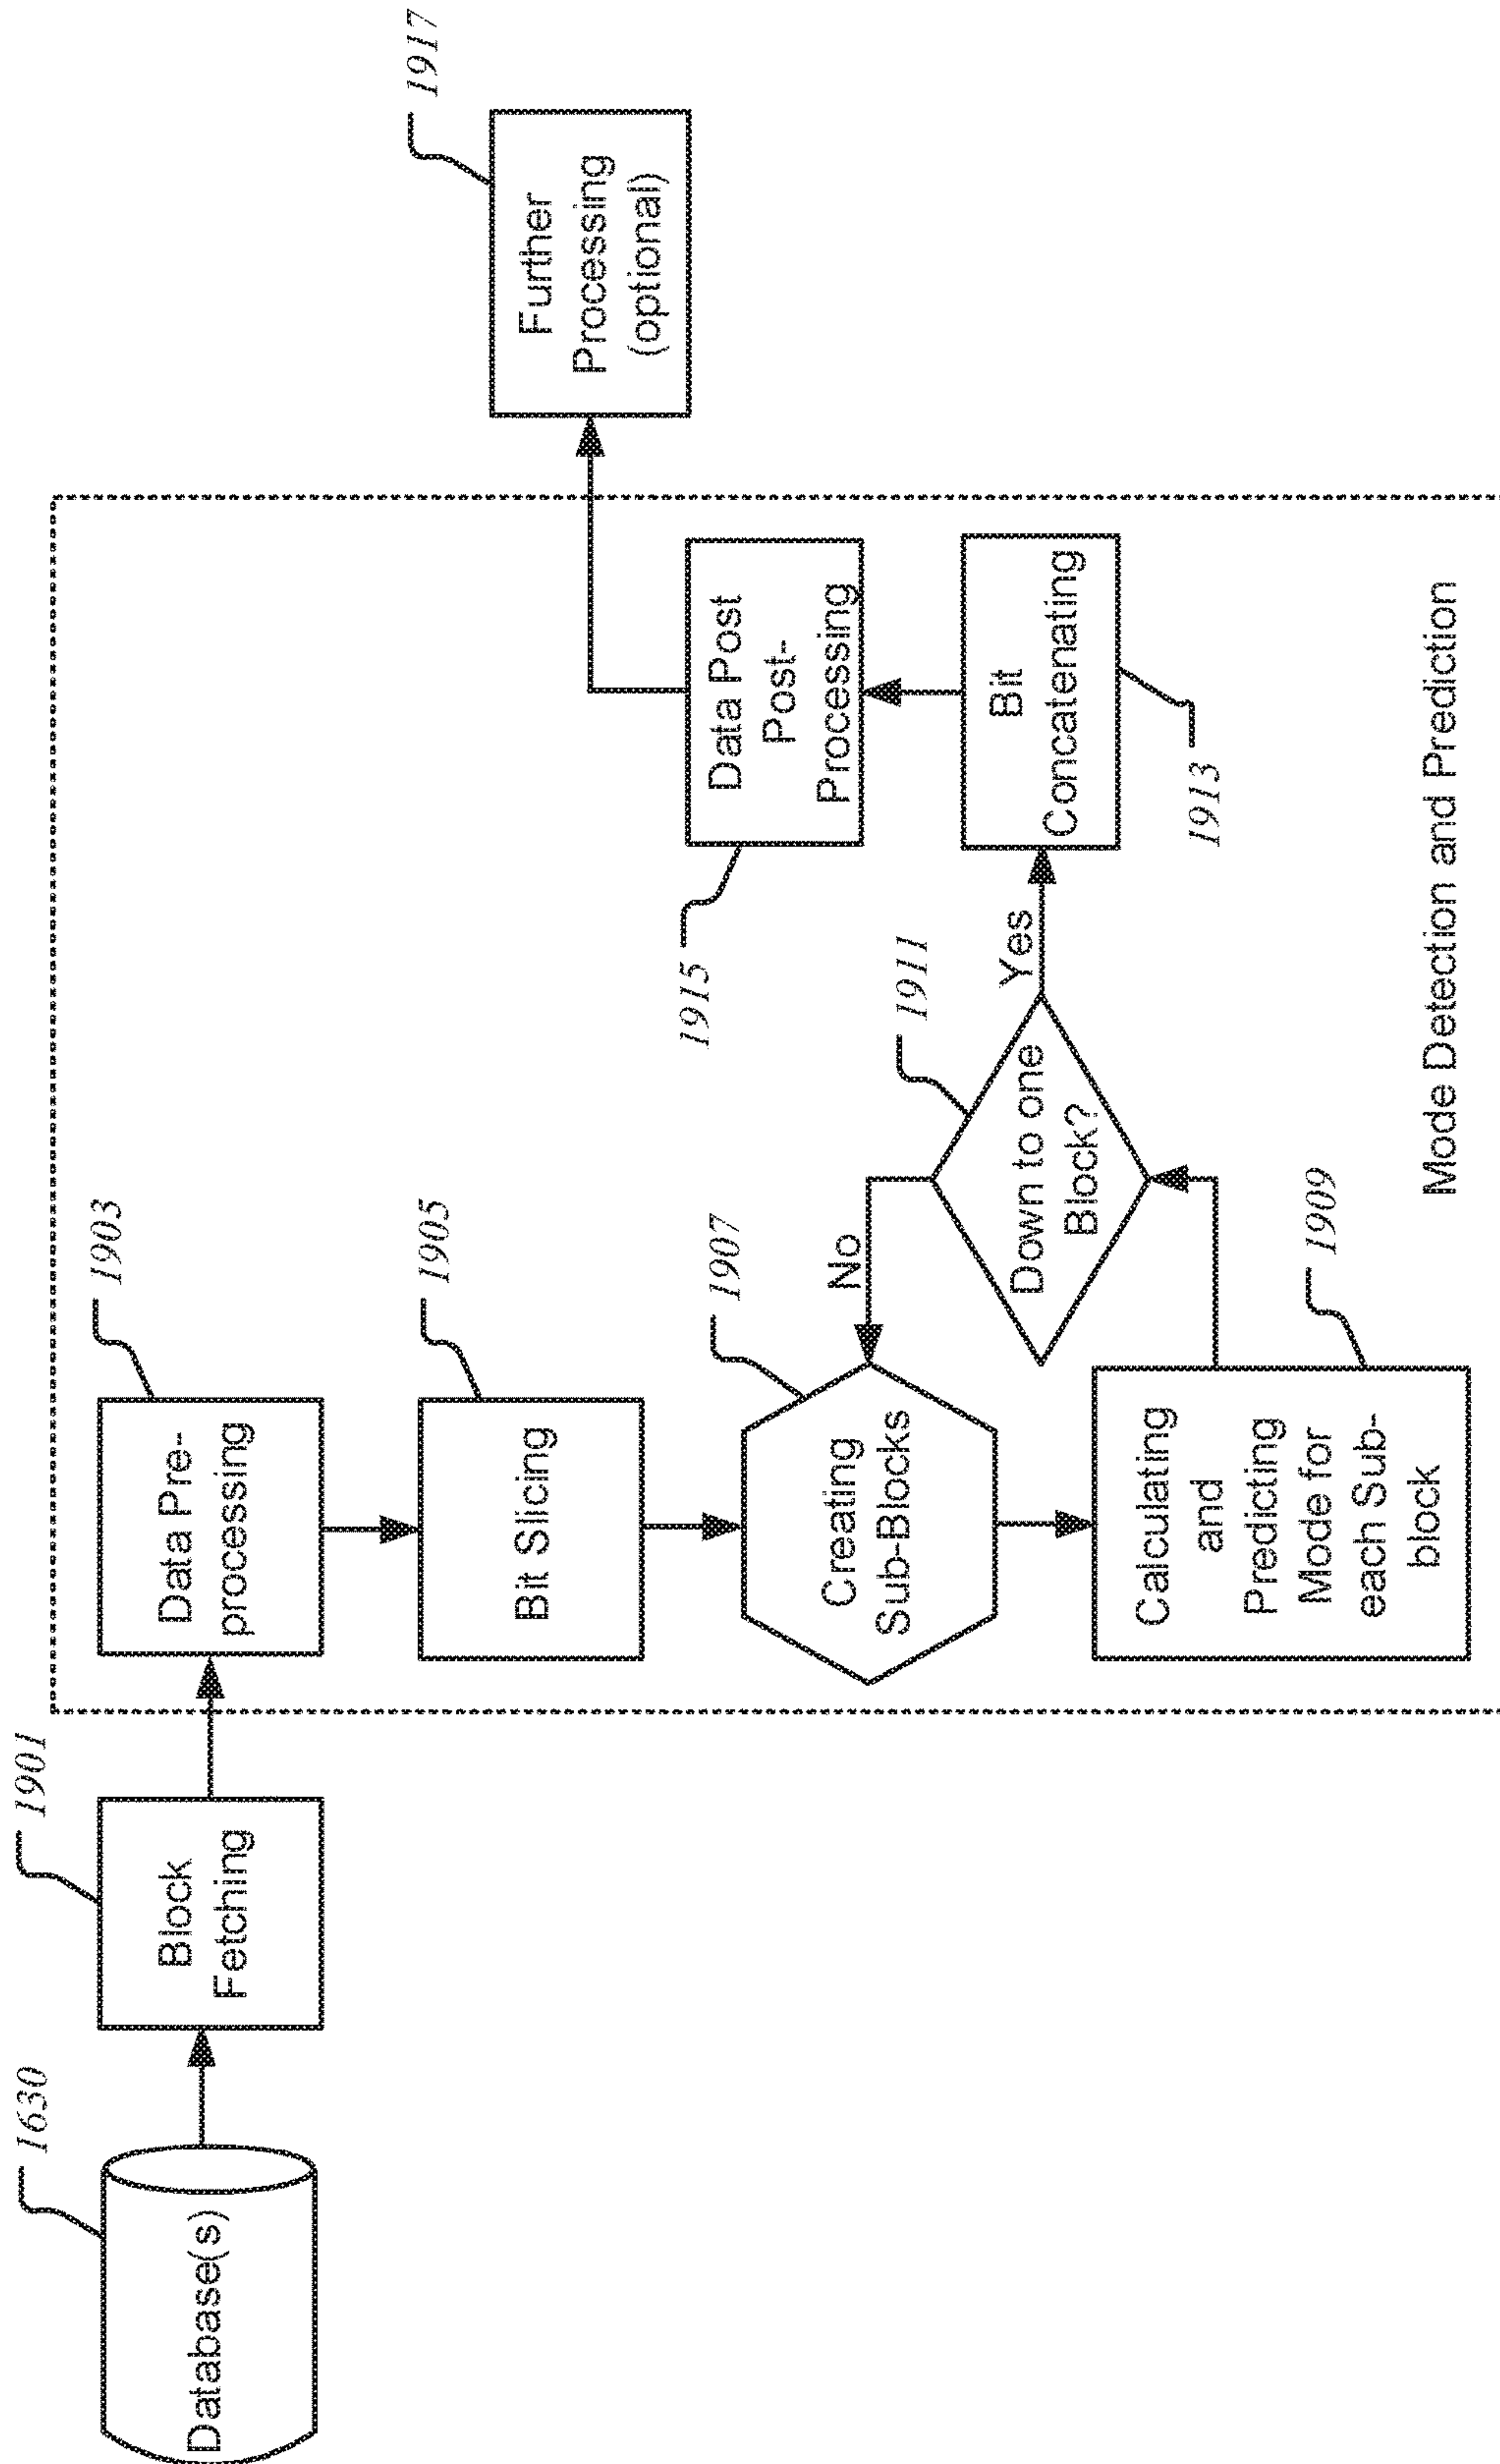 1630
Database(s)
1901
Block
Fetching
1903
Data Pre-
processing
1905
Bit Slicing
1907
Creating
Sub-Blocks
Calculating
and
Predicting
Mode for
each Sub-
block
1909
No
1911
Down to one
Block?
Yes
Bit
Concatenating
1913
Data Post
Post-
Processing
1915
Further
Processing
(optional)
1917
Mode Detection and Prediction